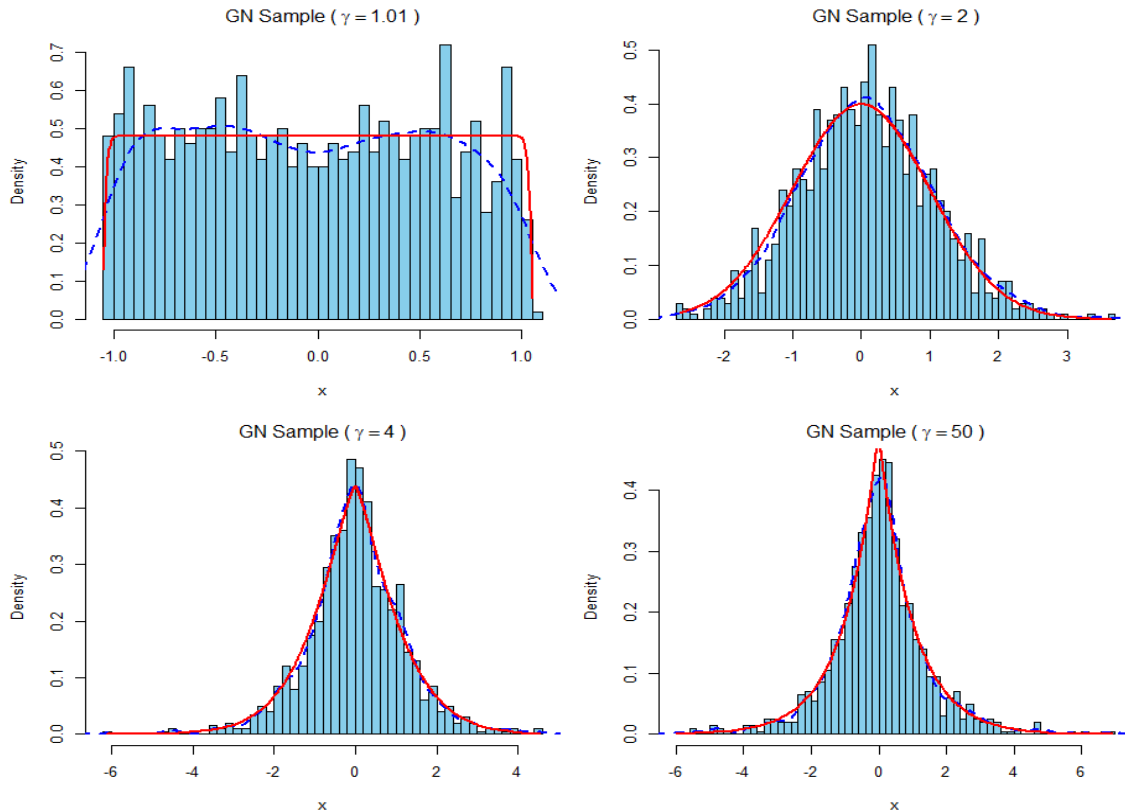 GN Sample ( γ = 1.01 )
Density
0.0 0.1 0.2 0.3 0.4 0.5 0.6 0.7
-1.0 -0.5 0.0 0.5 1.0
x
GN Sample ( γ = 2 )
Density
0.0 0.1 0.2 0.3 0.4 0.5
-2 -1 0 1 2 3
x
GN Sample ( γ = 4 )
Density
0.0 0.1 0.2 0.3 0.4 0.5
-6 -4 -2 0 2 4
x
GN Sample ( γ = 50 )
Density
0.0 0.1 0.2 0.3 0.4
-6 -4 -2 0 2 4 6
x